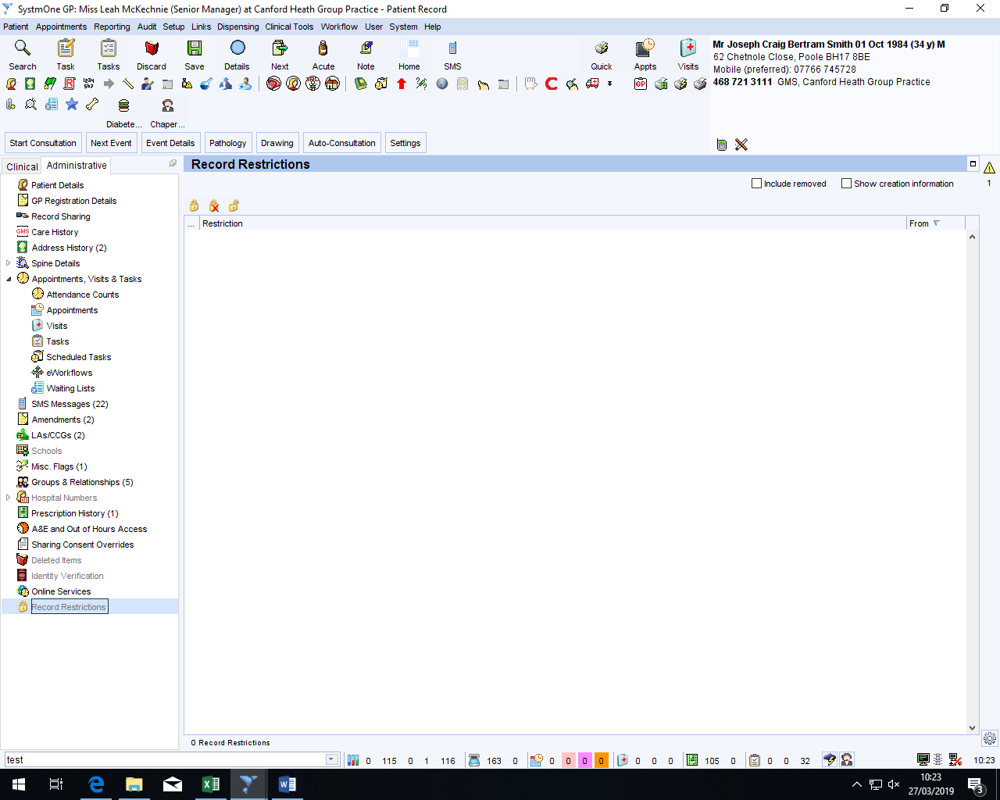 SystmOne GP: Miss Leah McKechnie (Senior Manager) at Canford Heath Group Practice - Patient Record
Patient Appointments Reporting Audit Setup Links Dispensing Clinical Tools Workflow User System Help
Search Task Tasks Discard Save Details Next Acute Note Home SMS Quick Appts Visits
Mr Joseph Craig Bertram Smith 01 Oct 1984 (34 y) M
62 Chetnole Close, Poole BH17 8BE
Mobile (preferred): 07766 745728
468 721 3111 GMS, Canford Heath Group Practice
Diabete... Chaper...
Start Consultation Next Event Event Details Pathology Drawing Auto-Consultation Settings
Clinical Administrative
Patient Details
GP Registration Details
Record Sharing
GMS Care History
Address History (2)
Spine Details
Appointments, Visits & Tasks
Attendance Counts
Appointments
Visits
Tasks
Scheduled Tasks
eWorkflows
Waiting Lists
SMS Messages (22)
Amendments (2)
LAs/CCGs (2)
Schools
Misc. Flags (1)
Groups & Relationships (5)
Hospital Numbers
Prescription History (1)
A&E and Out of Hours Access
Sharing Consent Overrides
Deleted Items
Identity Verification
Online Services
Record Restrictions
Record Restrictions
Include removed Show creation information
1
... Restriction From
0 Record Restrictions
test
0 115 0 1 116 163 0 0 0 0 0 0 0 0 105 0 0 0 32 10:23
10:23
27/03/2019
3